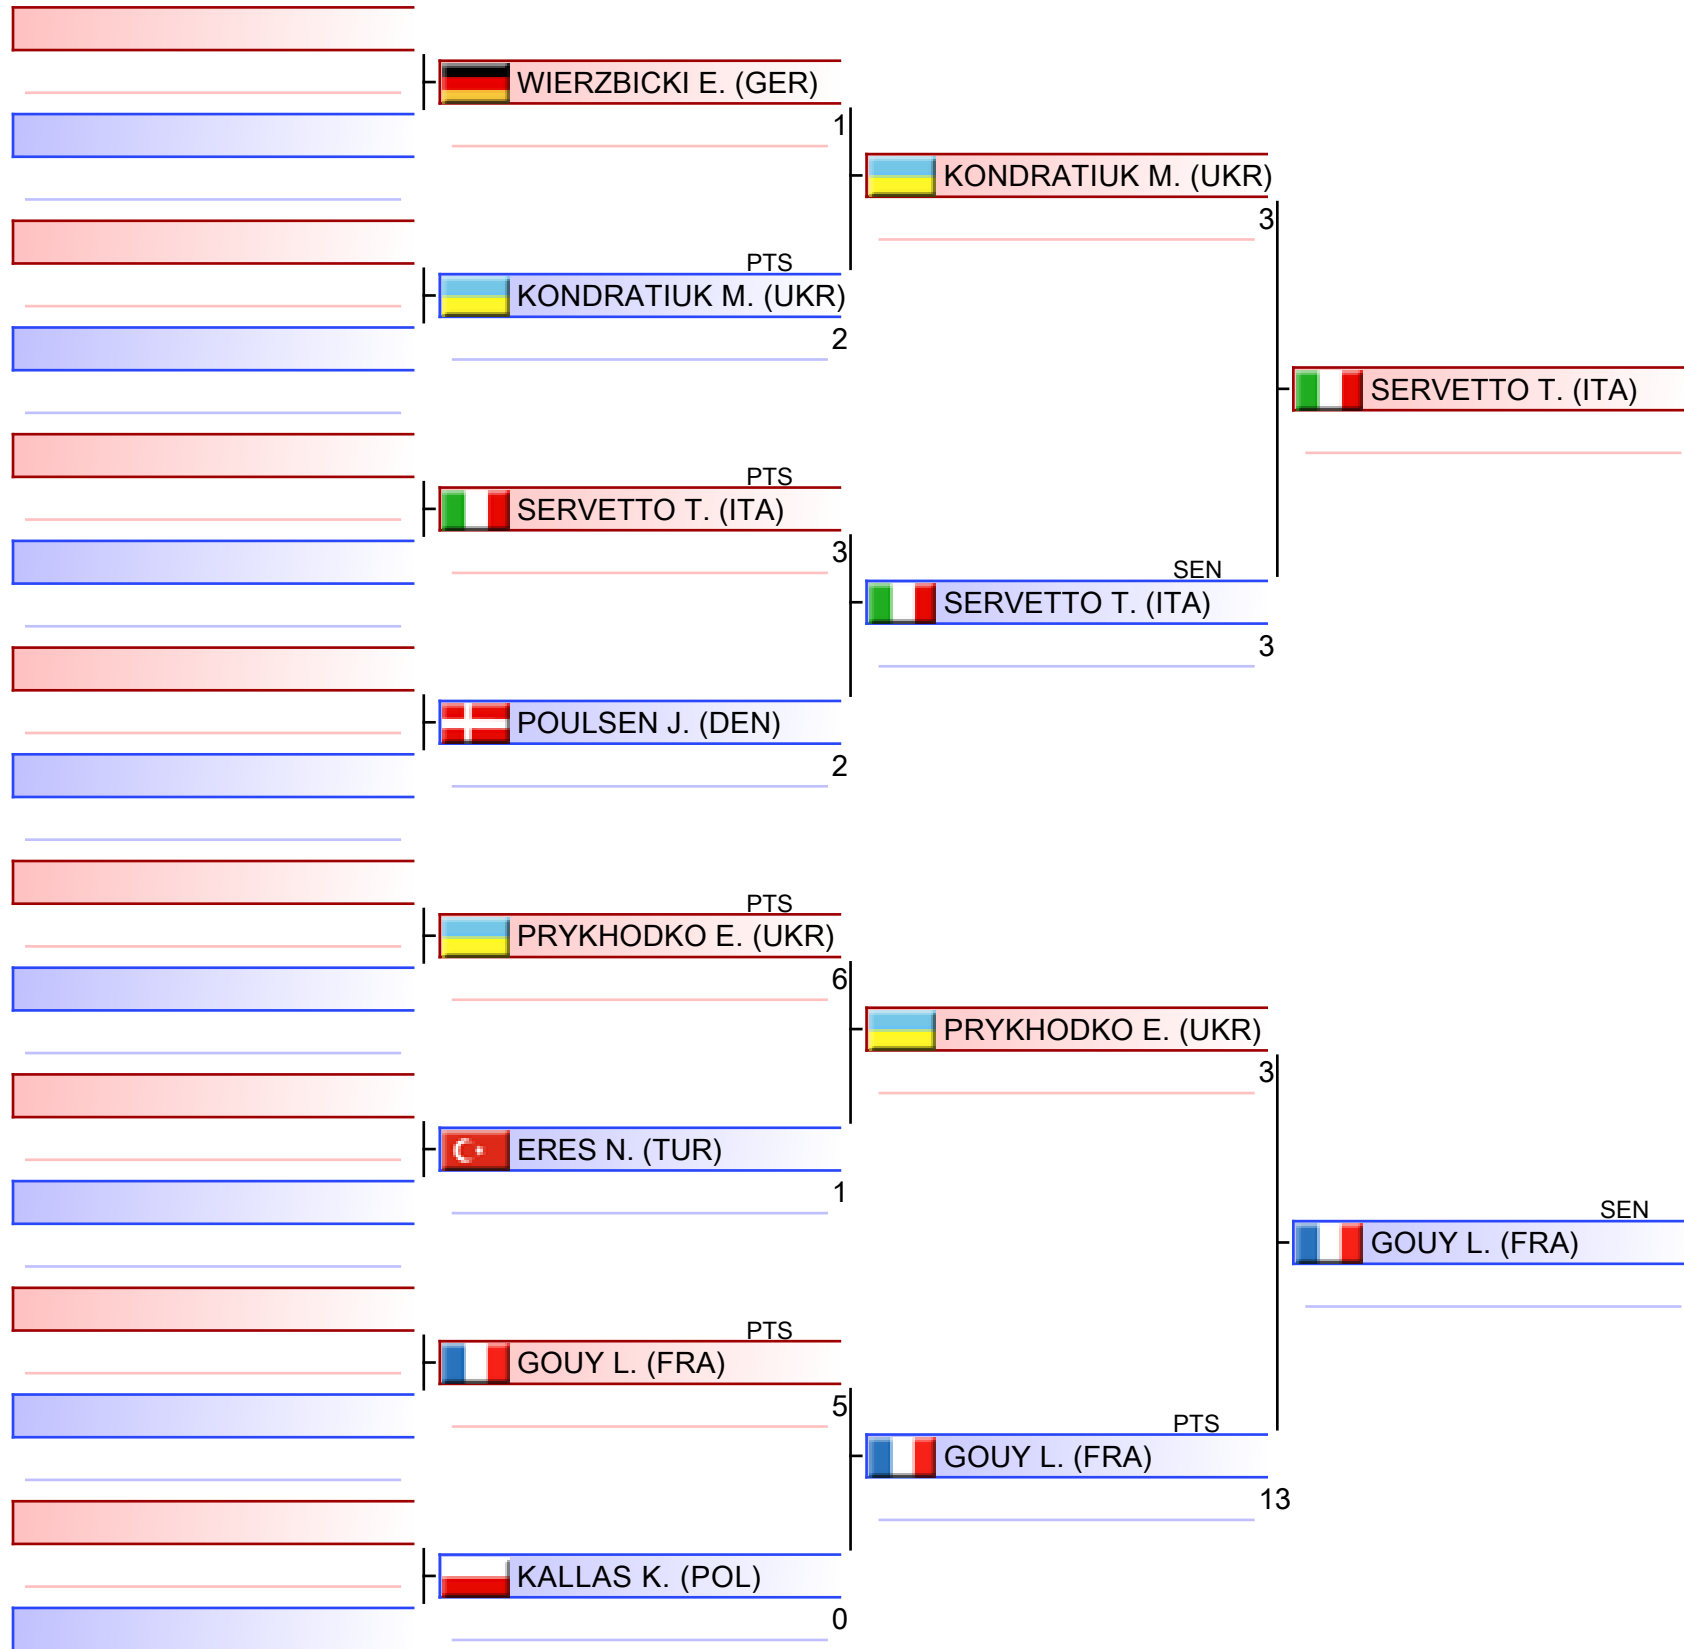 WIERZBICKI E. (GER)
1
KONDRATIUK M. (UKR)
3
PTS
KONDRATIUK M. (UKR)
2
SERVETTO T. (ITA)
PTS
SERVETTO T. (ITA)
3
SEN
SERVETTO T. (ITA)
3
POULSEN J. (DEN)
2
PTS
PRYKHODKO E. (UKR)
6
PRYKHODKO E. (UKR)
3
ERES N. (TUR)
1
SEN
GOUY L. (FRA)
PTS
GOUY L. (FRA)
5
PTS
GOUY L. (FRA)
13
KALLAS K. (POL)
0